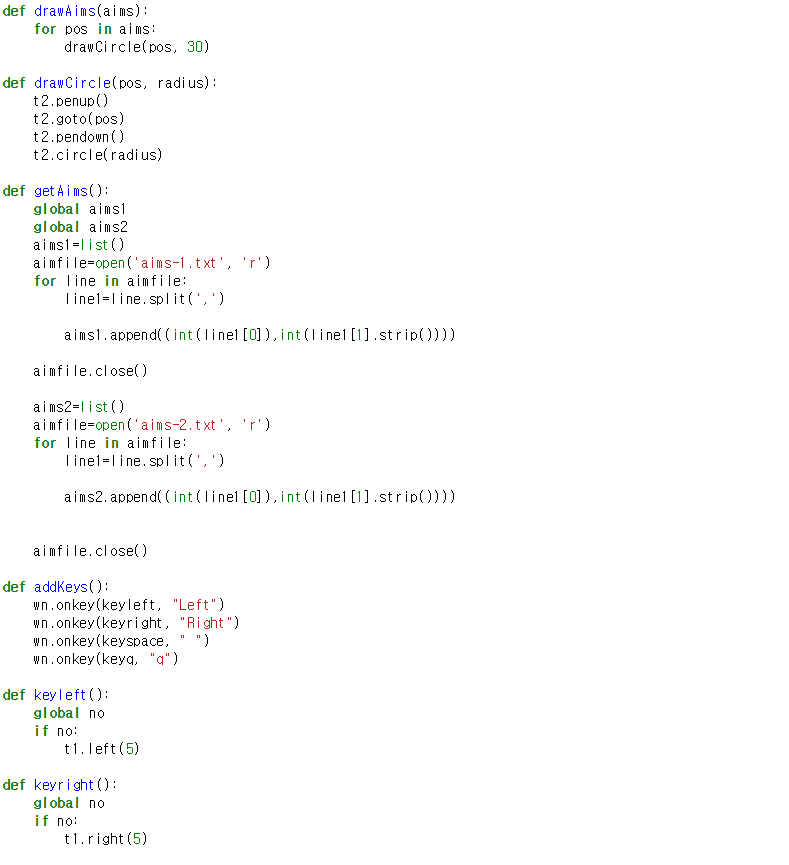 def drawAims(aims):
    for pos in aims:
        drawCircle(pos, 30)

def drawCircle(pos, radius):
    t2.penup()
    t2.goto(pos)
    t2.pendown()
    t2.circle(radius)

def getAims():
    global aims1
    global aims2
    aims1=list()
    aimfile=open('aims-1.txt', 'r')
    for line in aimfile:
        line1=line.split(',')

        aims1.append((int(line1[0]),int(line1[1].strip())))

    aimfile.close()

    aims2=list()
    aimfile=open('aims-2.txt', 'r')
    for line in aimfile:
        line1=line.split(',')

        aims2.append((int(line1[0]),int(line1[1].strip())))


    aimfile.close()

def addKeys():
    wn.onkey(keyleft, "Left")
    wn.onkey(keyright, "Right")
    wn.onkey(keyspace, " ")
    wn.onkey(keyq, "q")

def keyleft():
    global no
    if no:
        t1.left(5)

def keyright():
    global no
    if no:
        t1.right(5)